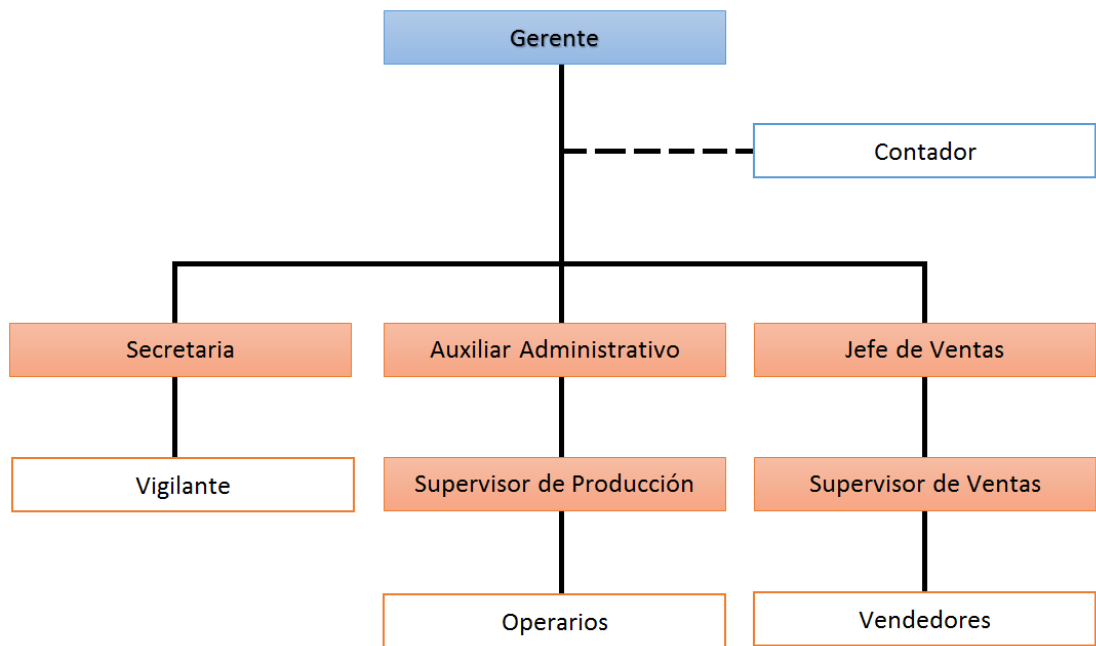 Gerente
Contador
Secretaria
Auxiliar Administrativo
Jefe de Ventas
Vigilante
Supervisor de Producción
Supervisor de Ventas
Operarios
Vendedores